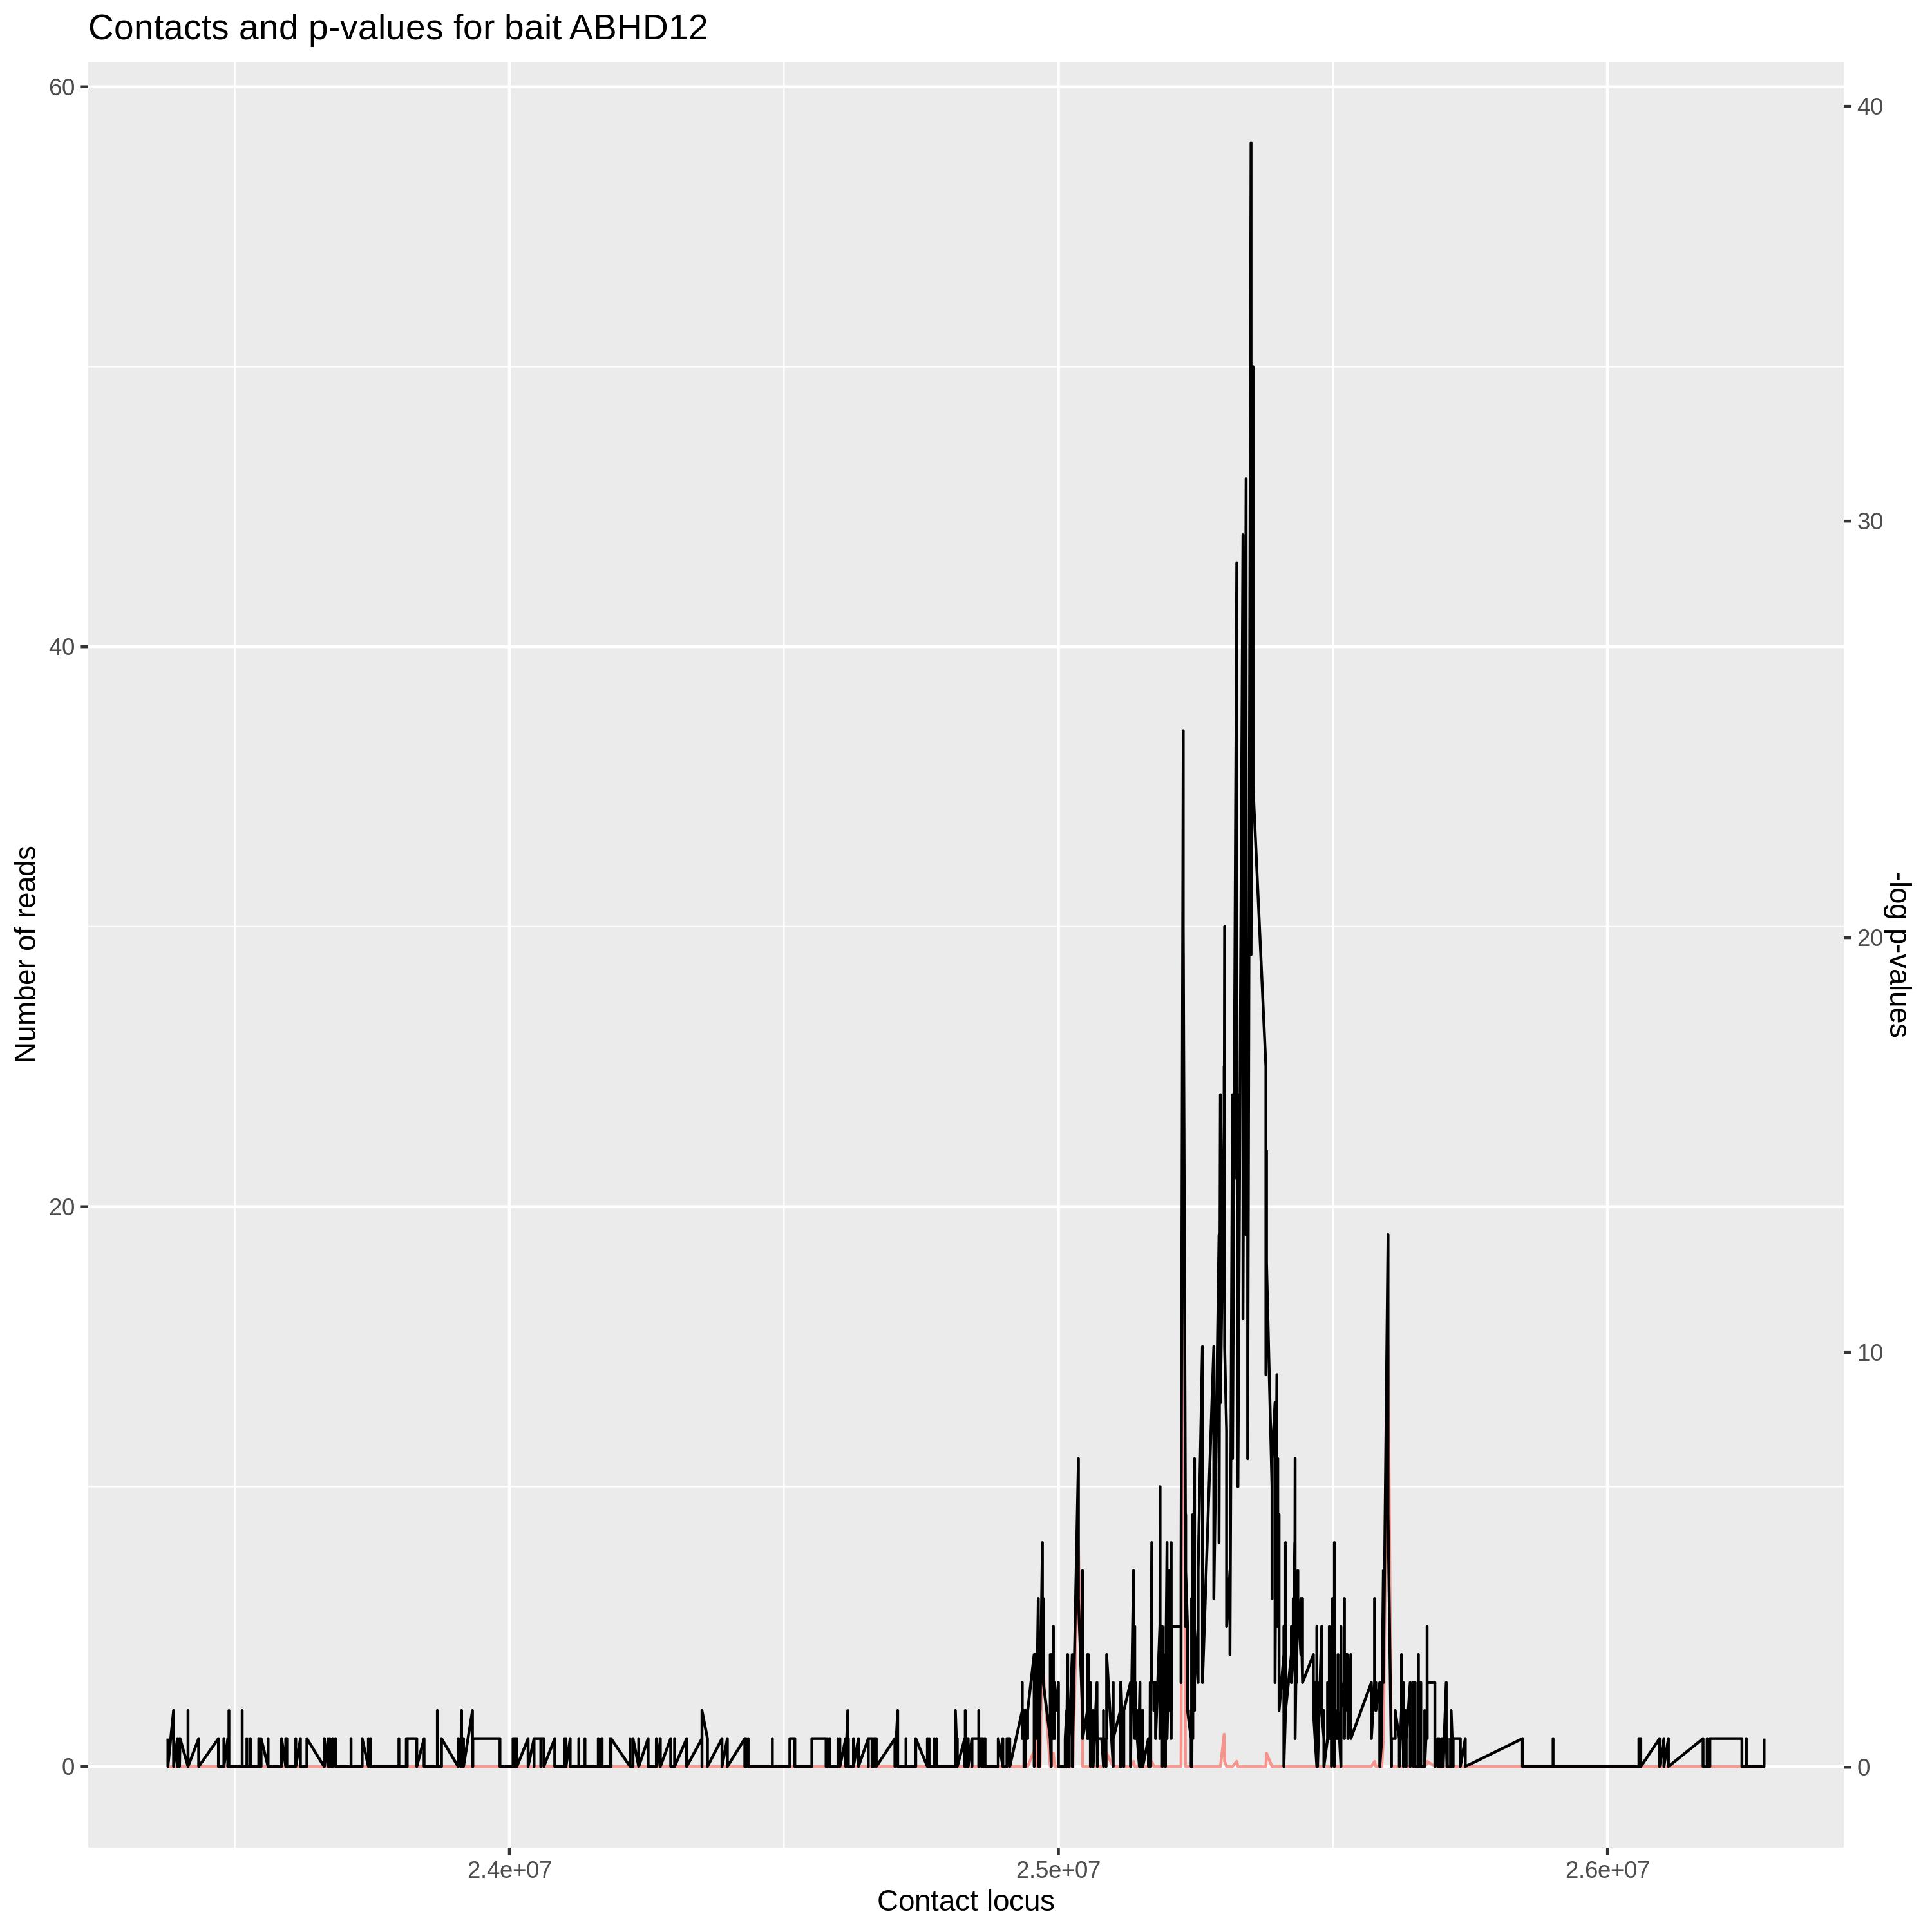 Contacts and p-values for bait ABHD12
60
40
20
0
Number of reads
40
30
20
10
0
-log p-values
2.4e+07
2.5e+07
2.6e+07
Contact locus